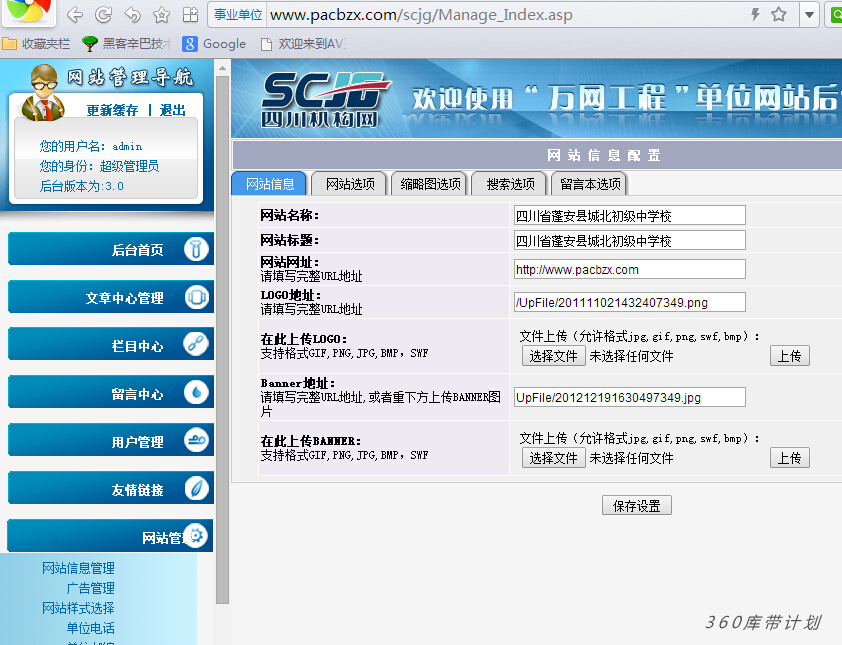 事业单位 www.pacbzx.com/scjg/Manage_Index.asp
收藏夹栏 黑客辛巴技 Google 欢迎来到AV
网站管理导航
更新缓存 | 退出
您的用户名: admin
您的身份: 超级管理员
后台版本为:3.0
后台首页
文章中心管理
栏目中心
留言中心
用户管理
友情链接
网站管
网站信息管理
广告管理
网站样式选择
单位电话
SCJG
四川机构网
欢迎使用“万网工程”单位网站后
网站信息配置
网站信息 网站选项 缩略图选项 搜索选项 留言本选项
网站名称: 四川省蓬安县城北初级中学校
网站标题: 四川省蓬安县城北初级中学校
网站网址:
请填写完整URL地址
http://www.pacbzx.com
LOGO地址:
请填写完整URL地址
/UpFile/201111021432407349.png
在此上传LOGO:
支持格式GIF,PNG,JPG,BMP，SWF
文件上传（允许格式jpg,gif,png,swf,bmp）:
选择文件 未选择任何文件 上传
Banner地址:
请填写完整URL地址,或者重下方上传BANNER图
片
UpFile/201212191630497349.jpg
在此上传BANNER:
支持格式GIF,PNG,JPG,BMP，SWF
文件上传（允许格式jpg,gif,png,swf,bmp）:
选择文件 未选择任何文件 上传
保存设置
360库带计划